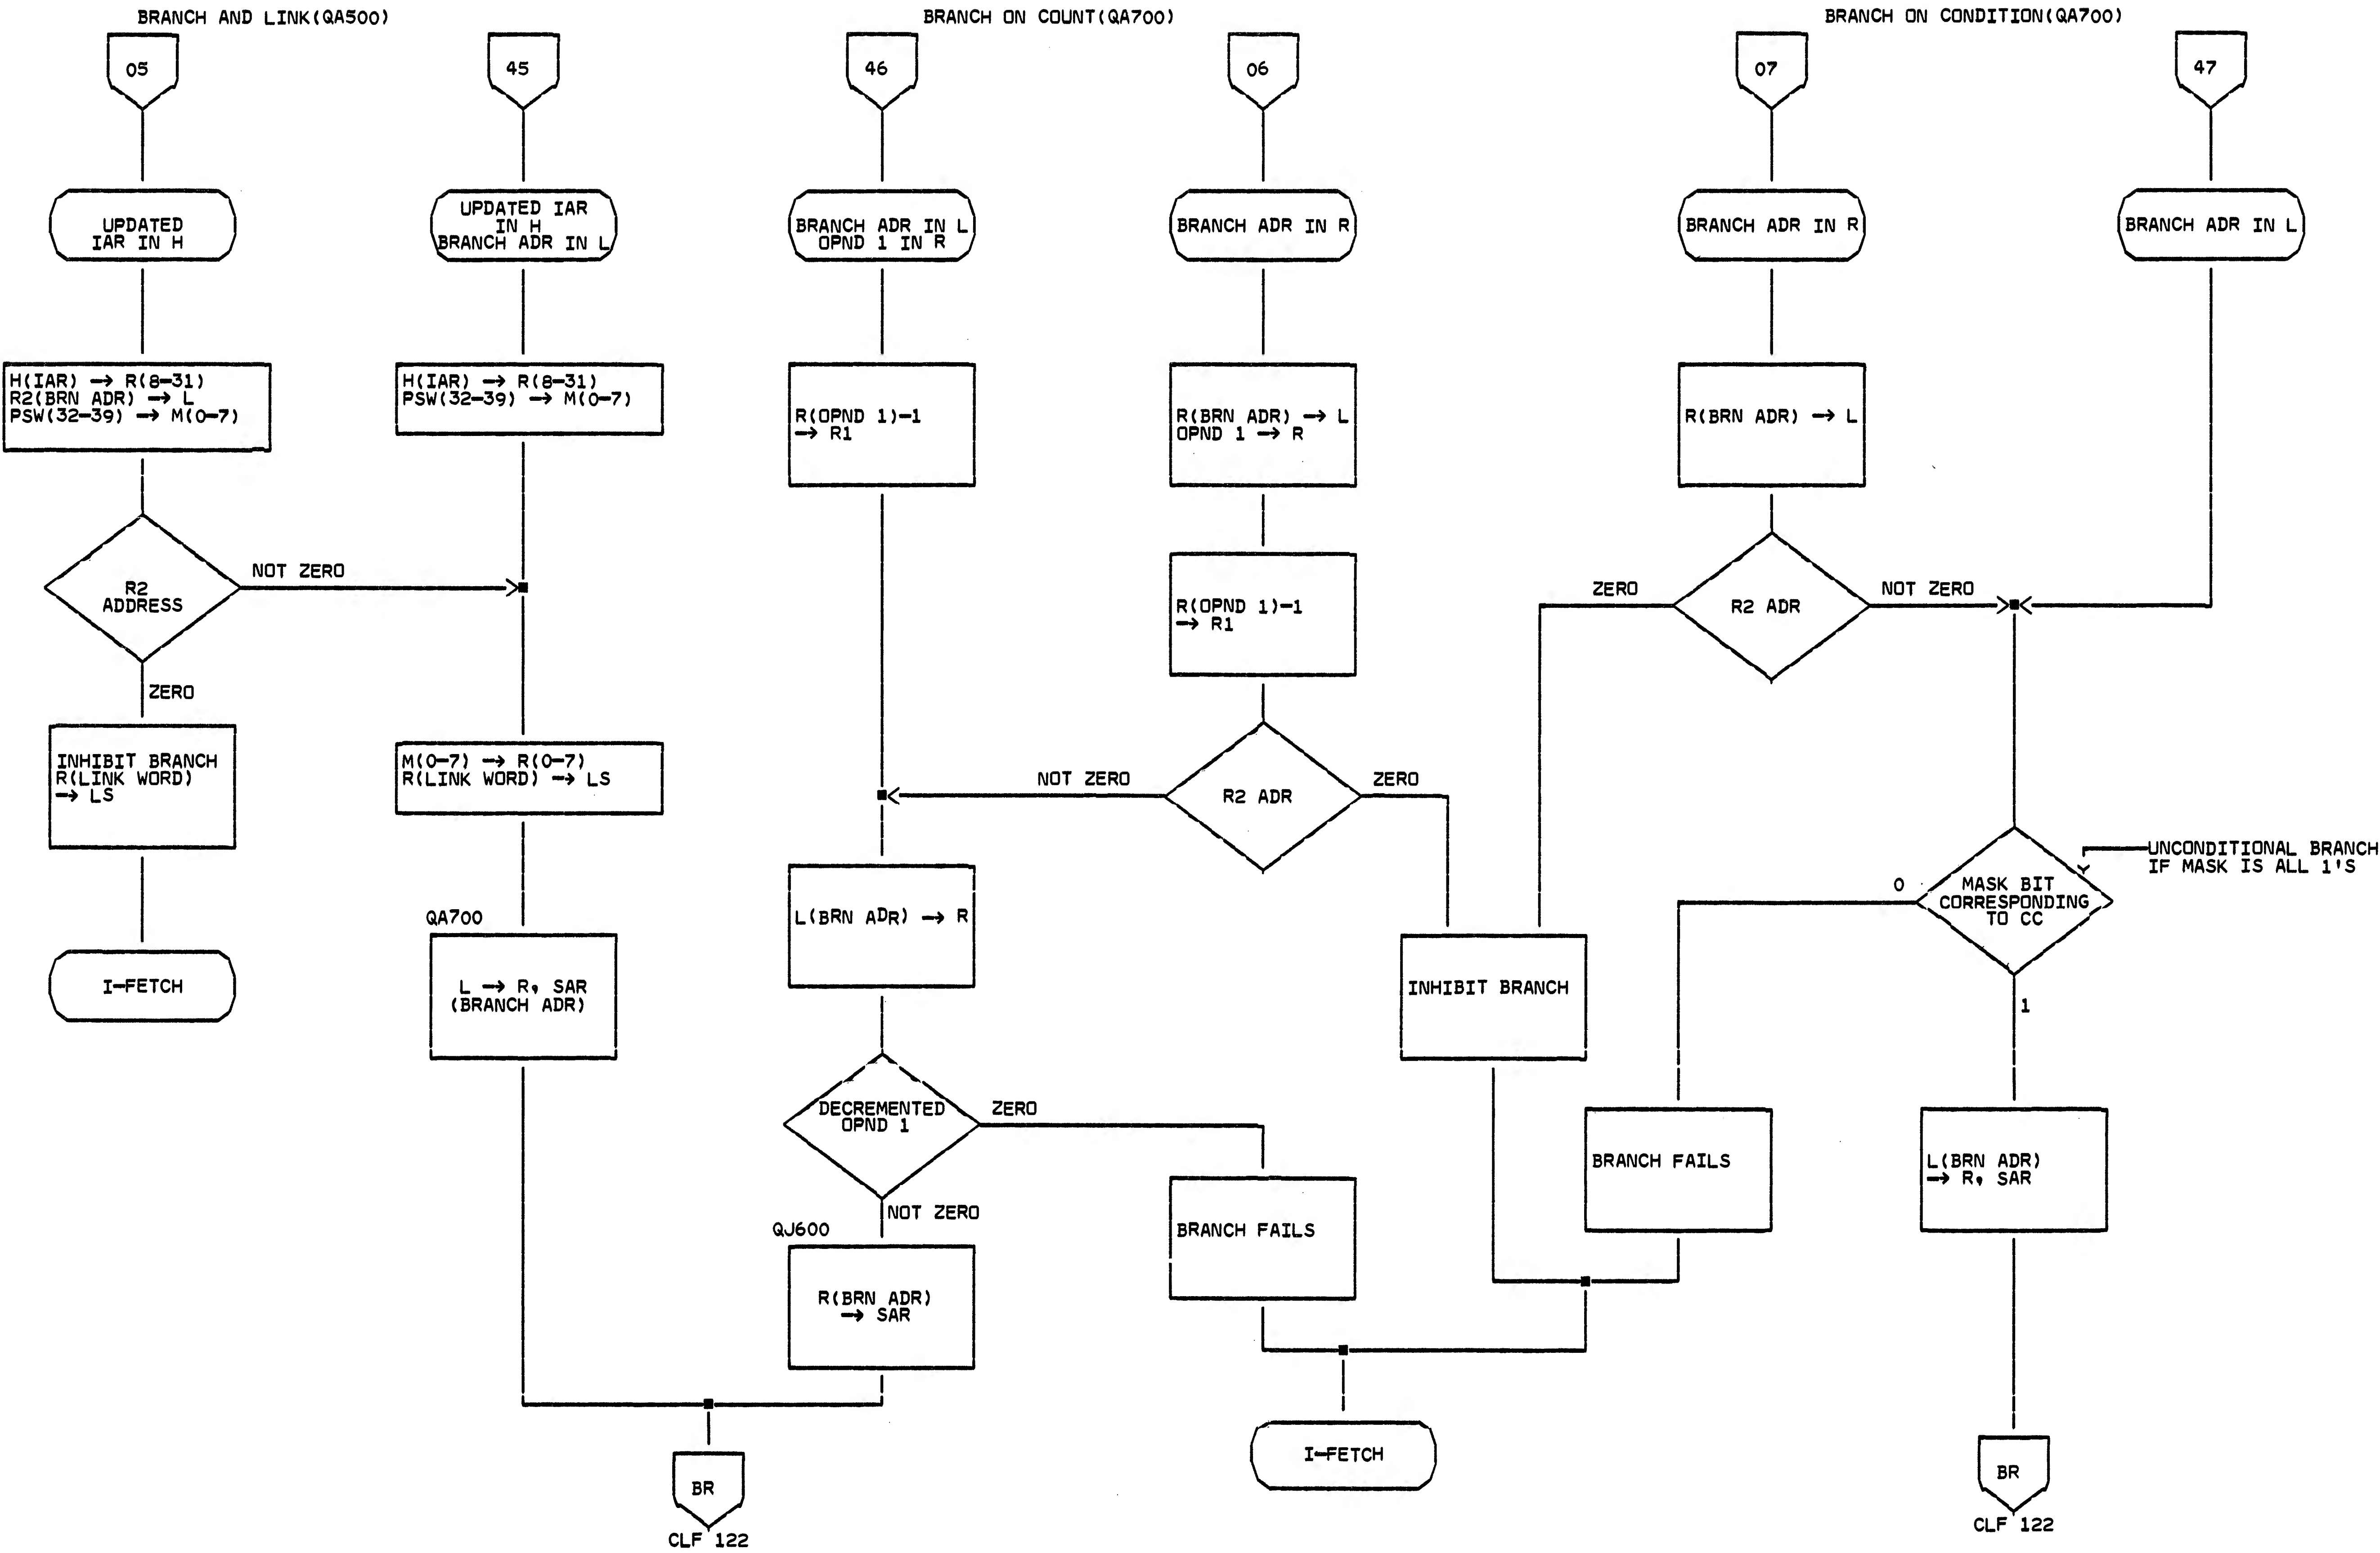 BRANCH AND LINK(QA500)
BRANCH ON COUNT(QA700)
BRANCH ON CONDITION(QA700)
05
45
46
06
07
47
UPDATED
IAR IN H
UPDATED IAR
IN H
BRANCH ADR IN L
BRANCH ADR IN L
OPND 1 IN R
BRANCH ADR IN R
BRANCH ADR IN R
BRANCH ADR IN L
H(IAR) → R(8-31)
R2(BRN ADR) → L
PSW(32-39) → M(0-7)
H(IAR) → R(8-31)
PSW(32-39) → M(0-7)
R(OPND 1)-1
→ R1
R(BRN ADR) → L
OPND 1 → R
R(BRN ADR) → L
R2
ADDRESS
NOT ZERO
ZERO
R(OPND 1)-1
→ R1
ZERO
R2 ADR
NOT ZERO
INHIBIT BRANCH
R(LINK WORD)
→ LS
M(0-7) → R(0-7)
R(LINK WORD) → LS
NOT ZERO
R2 ADR
ZERO
UNCONDITIONAL BRANCH
IF MASK IS ALL 1'S
0
MASK BIT
CORRESPONDING
TO CC
1
L(BRN ADR) → R
QA700
L → R, SAR
(BRANCH ADR)
I-FETCH
INHIBIT BRANCH
DECREMENTED
OPND 1
ZERO
NOT ZERO
BRANCH FAILS
L(BRN ADR)
→ R, SAR
QJ600
R(BRN ADR)
→ SAR
BRANCH FAILS
I-FETCH
BR
CLF 122
BR
CLF 122